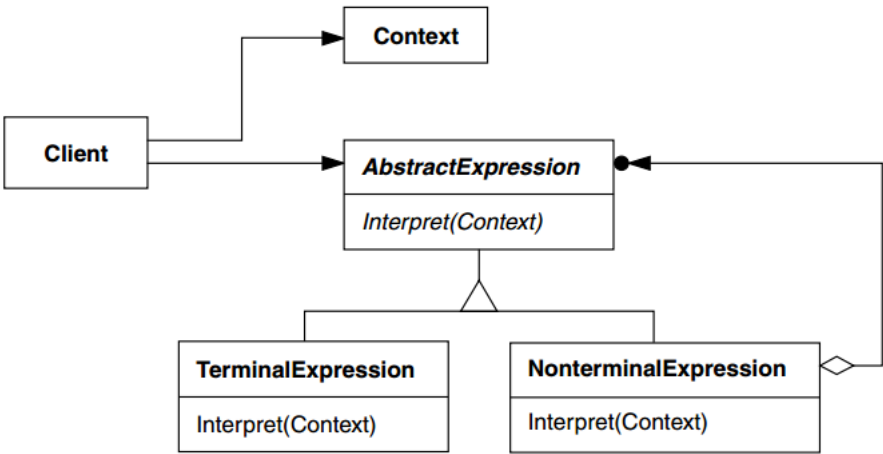 Context
Client
AbstractExpression
Interpret(Context)
TerminalExpression
Interpret(Context)
NonterminalExpression
Interpret(Context)